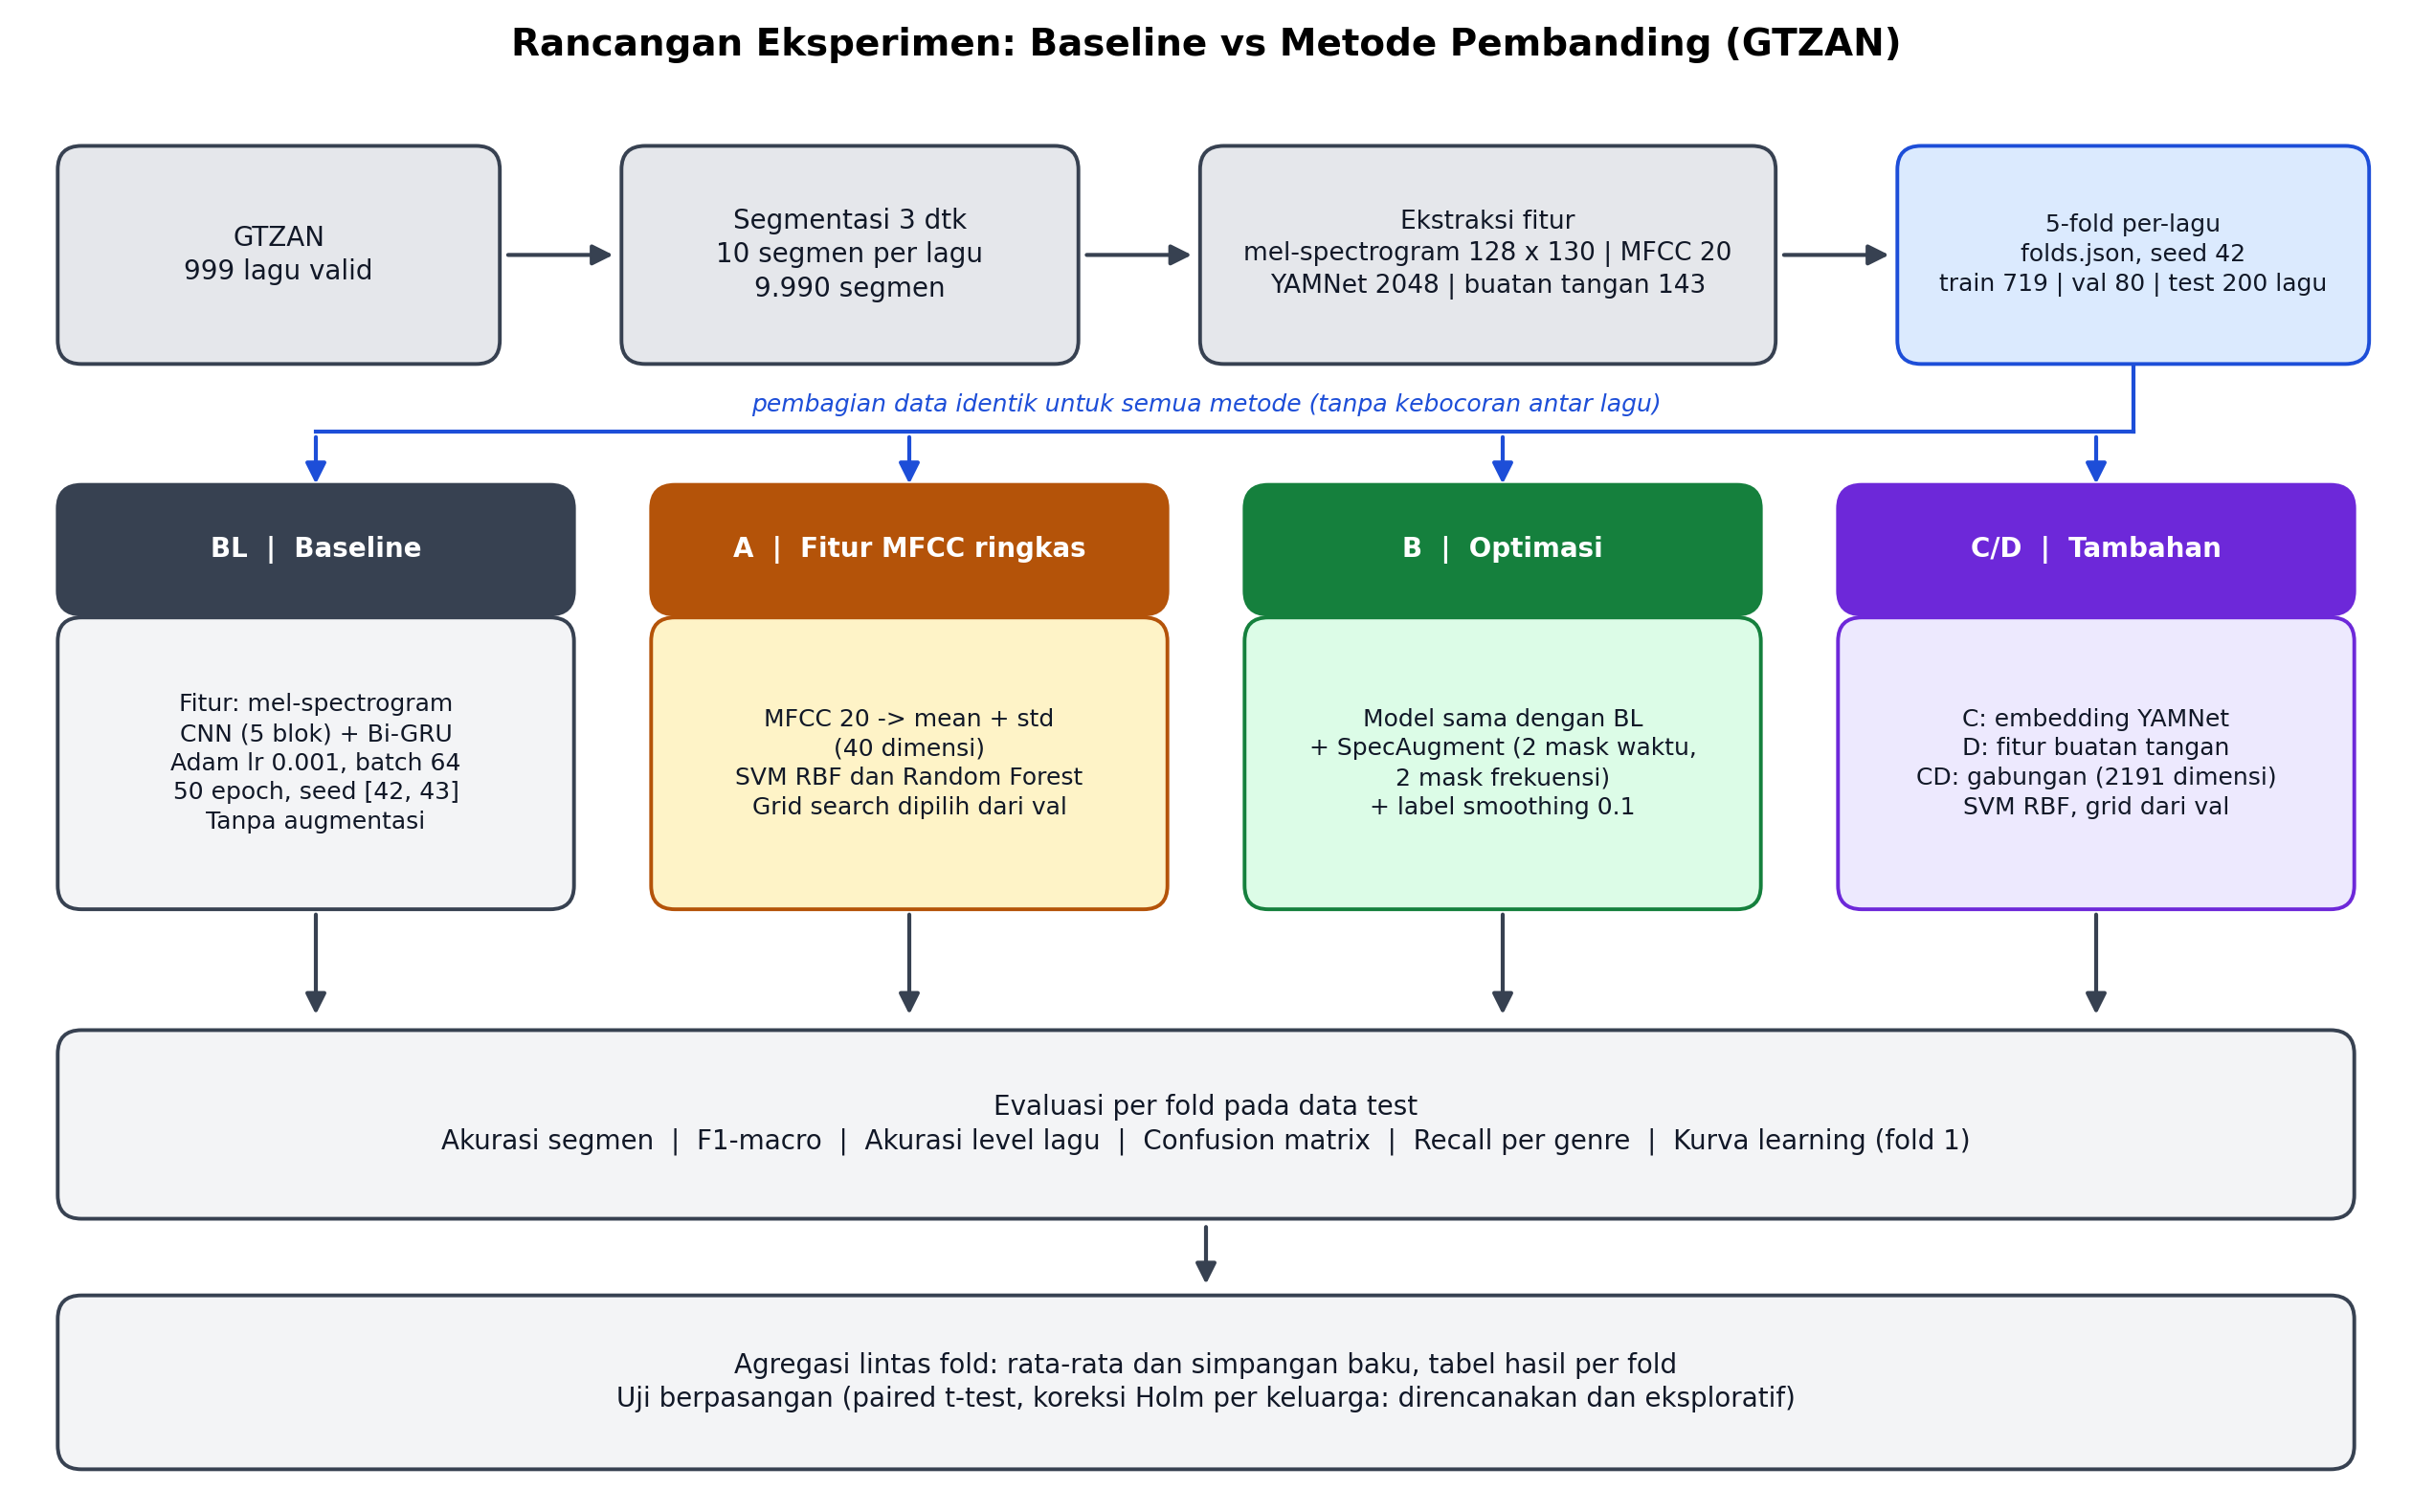 Rancangan Eksperimen: Baseline vs Metode Pembanding (GTZAN)
GTZAN
999 lagu valid
Segmentasi 3 dtk
10 segmen per lagu
9.990 segmen
Ekstraksi fitur
mel-spectrogram 128 x 130 | MFCC 20
YAMNet 2048 | buatan tangan 143
5-fold per-lagu
folds.json, seed 42
train 719 | val 80 | test 200 lagu
pembagian data identik untuk semua metode (tanpa kebocoran antar lagu)
BL | Baseline
Fitur: mel-spectrogram
CNN (5 blok) + Bi-GRU
Adam lr 0.001, batch 64
50 epoch, seed [42, 43]
Tanpa augmentasi
A | Fitur MFCC ringkas
MFCC 20 -> mean + std
(40 dimensi)
SVM RBF dan Random Forest
Grid search dipilih dari val
B | Optimasi
Model sama dengan BL
+ SpecAugment (2 mask waktu,
2 mask frekuensi)
+ label smoothing 0.1
C/D | Tambahan
C: embedding YAMNet
D: fitur buatan tangan
CD: gabungan (2191 dimensi)
SVM RBF, grid dari val
Evaluasi per fold pada data test
Akurasi segmen | F1-macro | Akurasi level lagu | Confusion matrix | Recall per genre | Kurva learning (fold 1)
Agregasi lintas fold: rata-rata dan simpangan baku, tabel hasil per fold
Uji berpasangan (paired t-test, koreksi Holm per keluarga: direncanakan dan eksploratif)